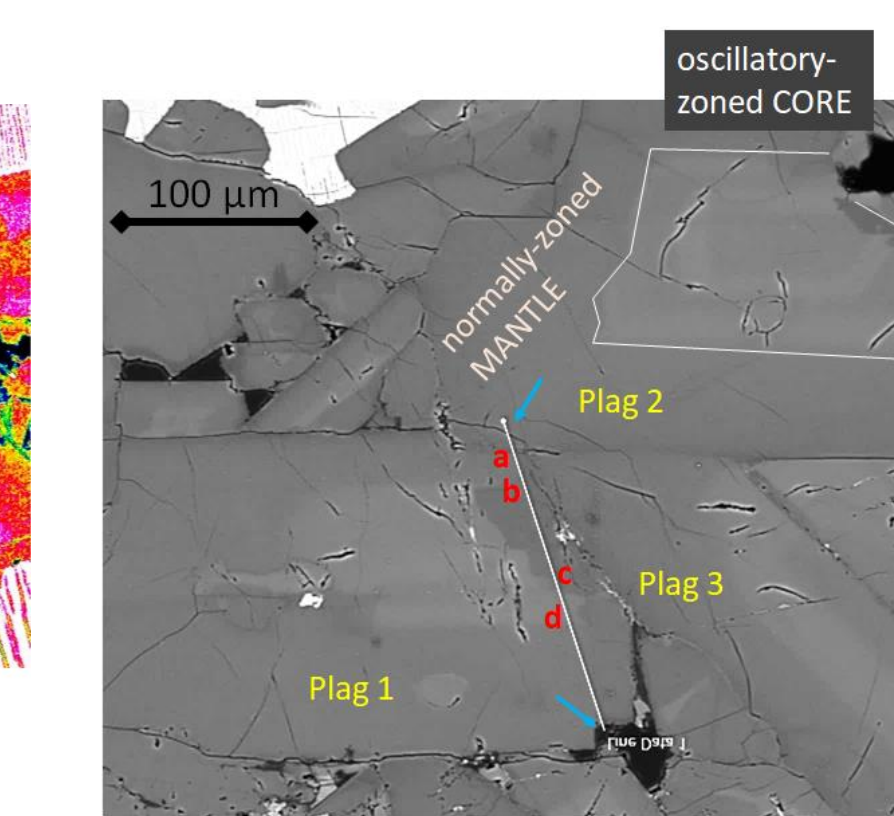 oscillatory-
zoned CORE
100 µm
normally-zoned
MANTLE
Plag 2
a
b
c
d
Plag 3
Plag 1
Line Data 1